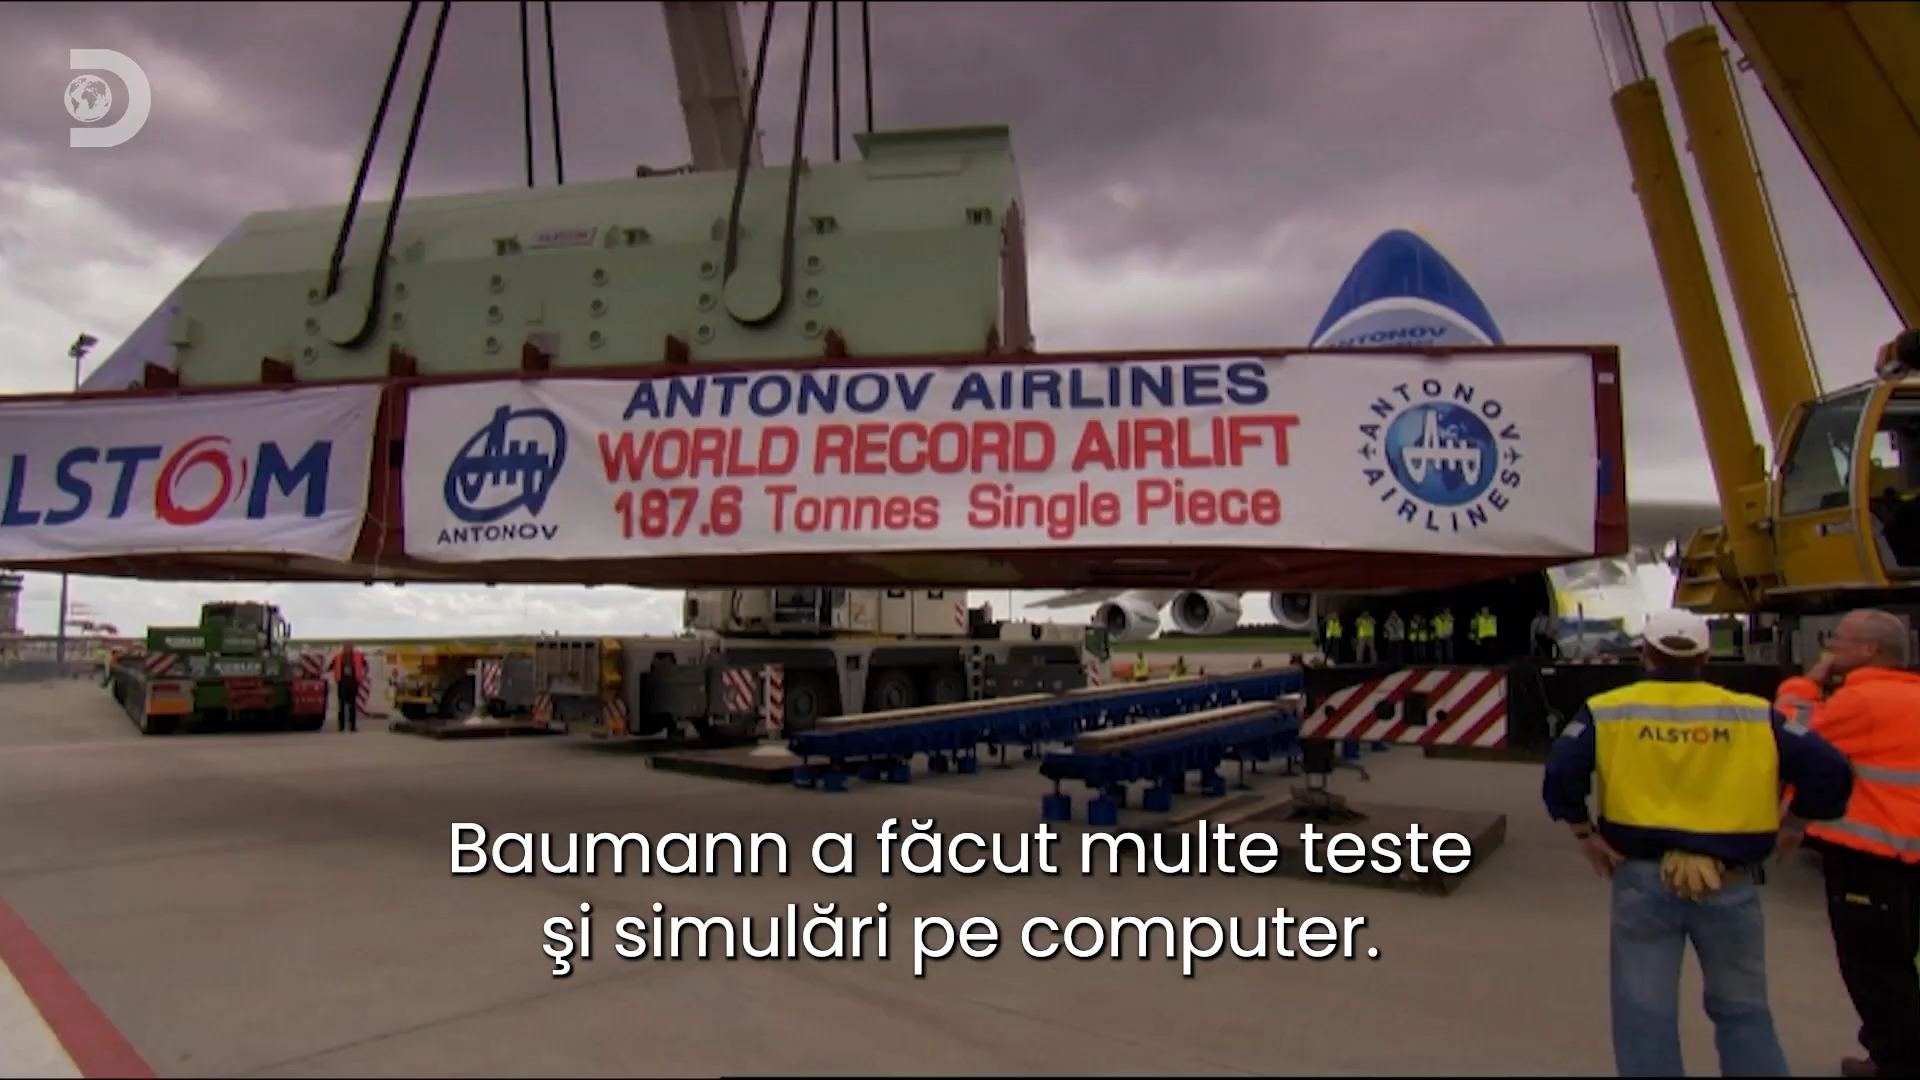 ANTONOV
LSTOM
ANTONOV
ANTONOV AIRLINES
WORLD RECORD AIRLIFT
187.6 Tonnes Single Piece
ANTONOV
AIRLINES
ALSTOM
Baumann a făcut multe teste
şi simulări pe computer.